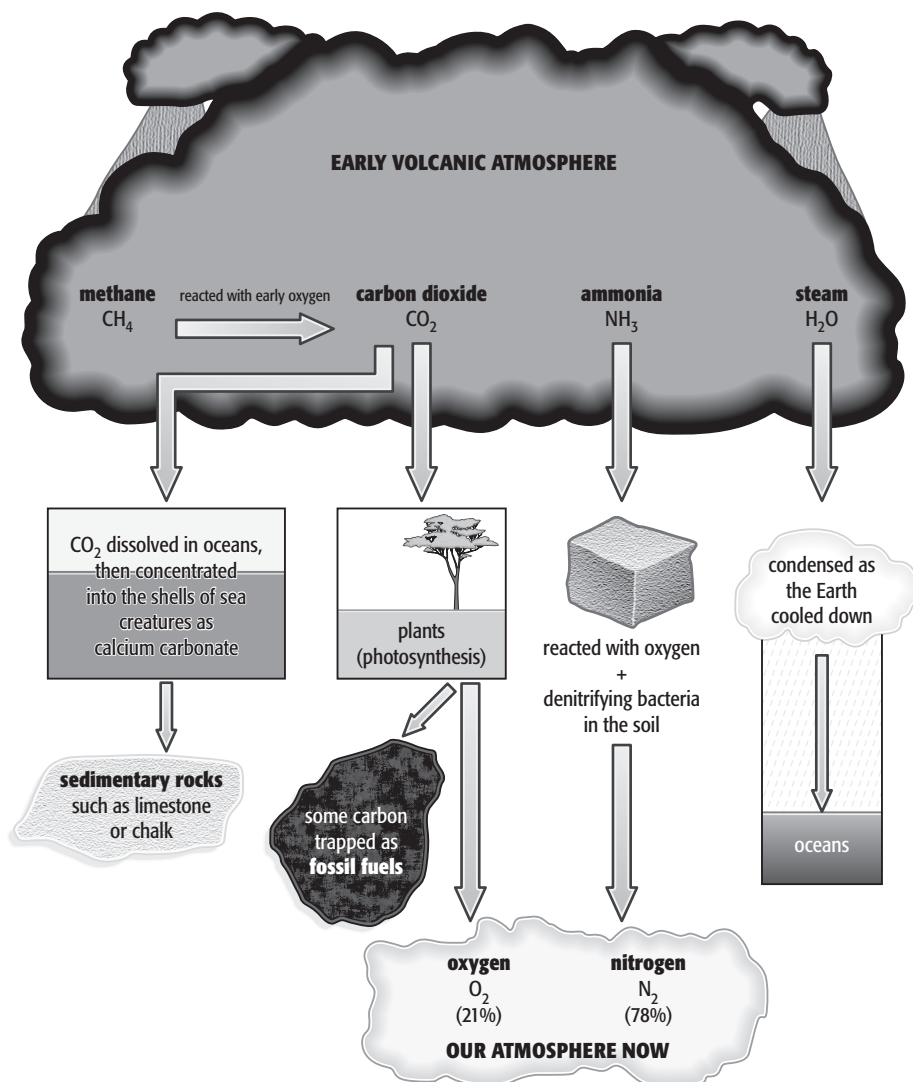 EARLY VOLCANIC ATMOSPHERE
methane
CH₄
reacted with early oxygen
carbon dioxide
CO₂
ammonia
NH₃
steam
H₂O
CO₂ dissolved in oceans,
then concentrated
into the shells of sea
creatures as
calcium carbonate
plants
(photosynthesis)
reacted with oxygen
+
denitrifying bacteria
in the soil
condensed as
the Earth
cooled down
sedimentary rocks
such as limestone
or chalk
some carbon
trapped as
fossil fuels
oceans
oxygen
O₂
(21%)
nitrogen
N₂
(78%)
OUR ATMOSPHERE NOW